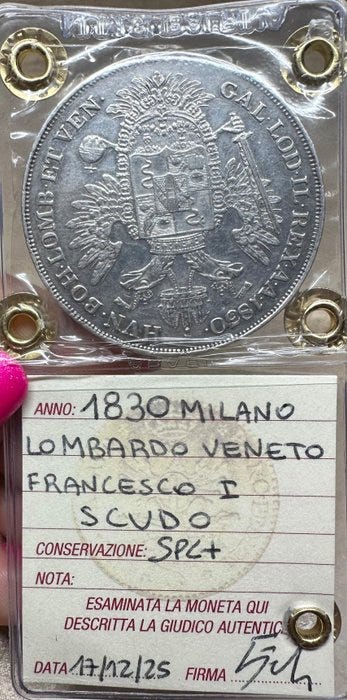 HVN·BOH·LOMB·ET VEN·
GAL·LOD·IL·REX·A·A·1830·
ANNO: 1830 MILANO
LOMBARDO VENETO
FRANCESCO I
SCUDO
CONSERVAZIONE: SPL+
NOTA:
ESAMINATA LA MONETA QUI
DESCRITTA LA GIUDICO AUTENTIC
DATA 17/12/25 FIRMA